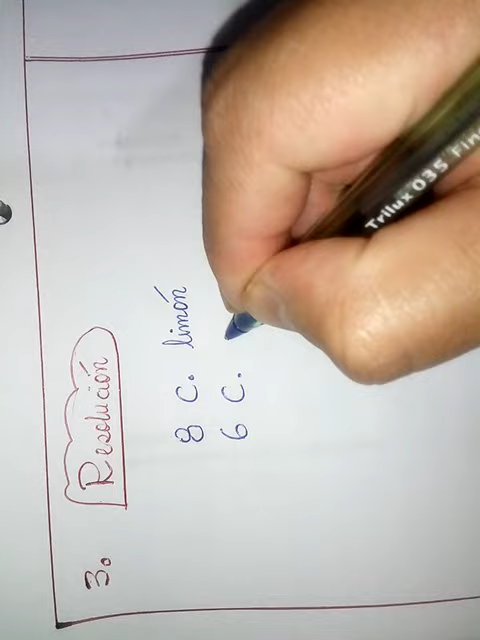 3. Resolución
8 c. limón
6 c.
Trilux 035 Fine